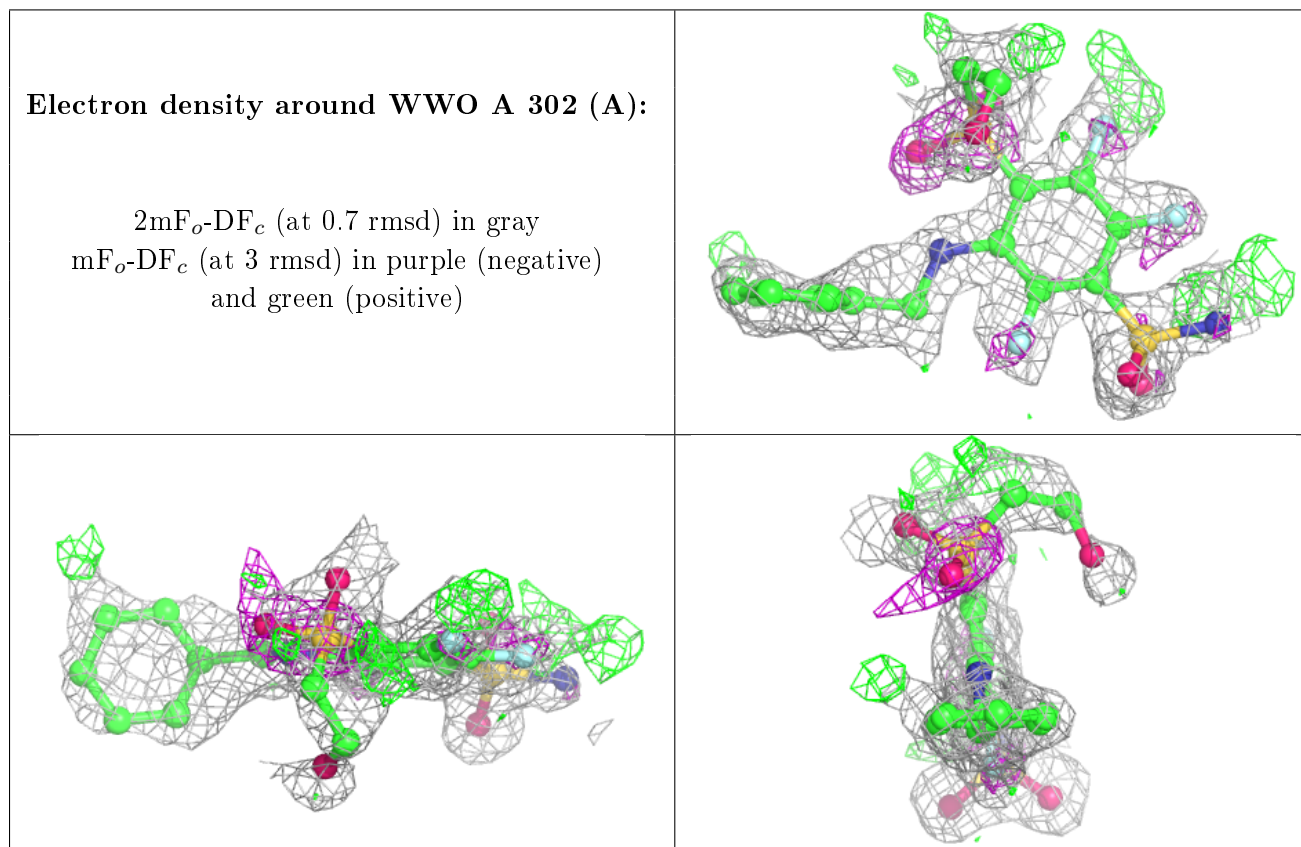 Electron density around WWO A 302 (A):
2mFₒ-DF𝒸 (at 0.7 rmsd) in gray
mFₒ-DF𝒸 (at 3 rmsd) in purple (negative)
and green (positive)